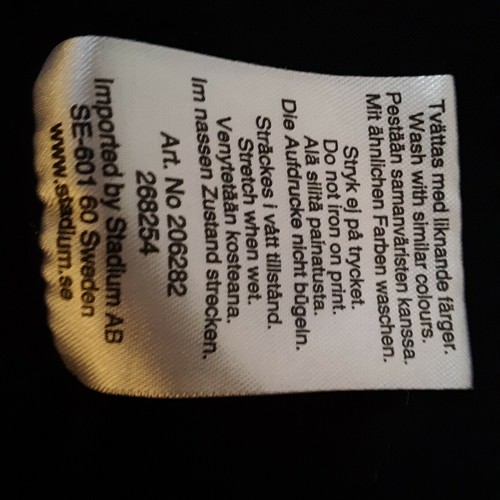 Tvättas med liknande färger.
Wash with similar colours.
Pestään samanväristen kanssa.
Mit ähnlichen Farben waschen.
Stryk ej på trycket.
Do not iron on print.
Älä silitä painatusta.
Die Aufdrucke nicht bügeln.
Sträckes i vått tillstånd.
Stretch when wet.
Venytetään kosteana.
Im nassen Zustand strecken.
Art. No 206282
268254
Imported by Stadium AB
SE-601 60 Sweden
www.stadium.se